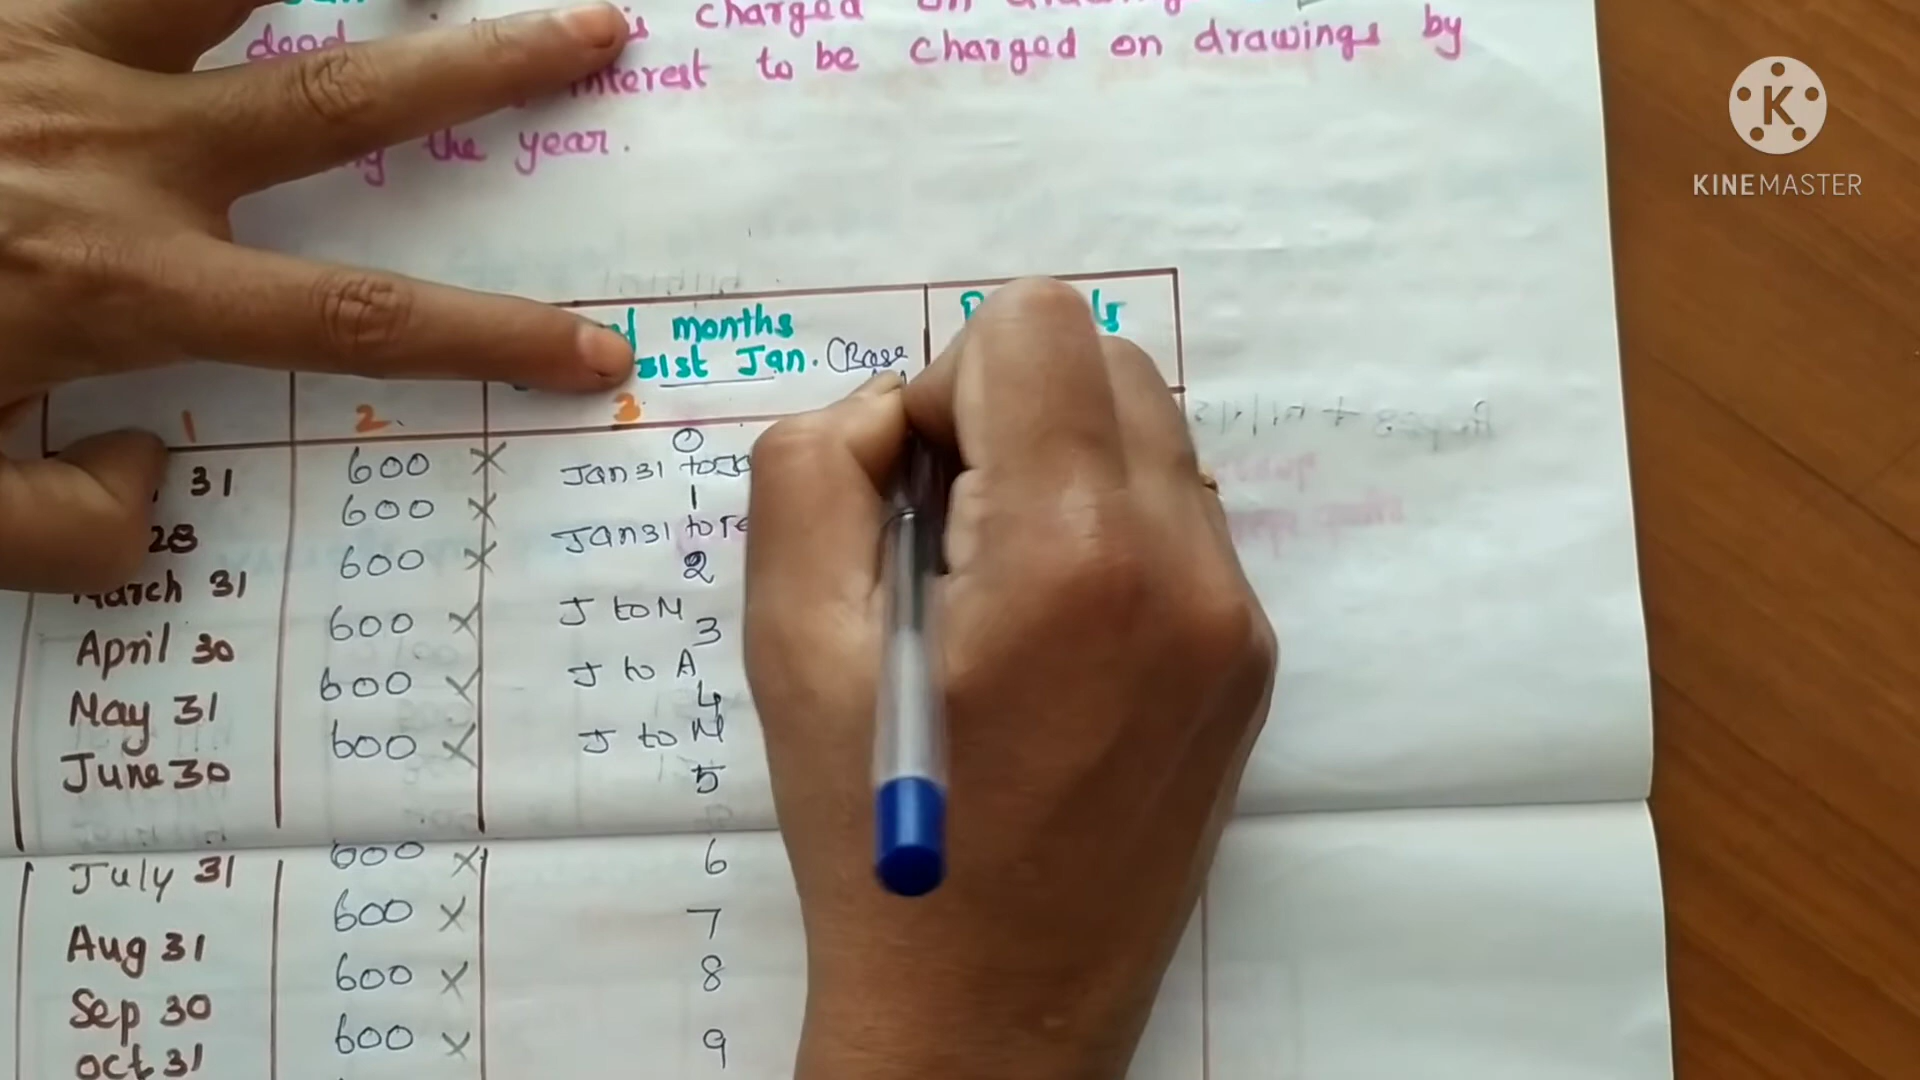 is charged on
dead
interest to be charged on drawings by
the year.
months
31st Jan. (Base
1 2. 3
31 600 × 0
Jan 31 to Ja
28 600 × 1
Jan 31 to Fe
March 31 600 × 2
J to M
April 30 600 × 3
J to A
May 31 600 × 4
J to M
June 30 600 × 5
July 31 600 × 6
Aug 31 600 × 7
Sep 30 600 × 8
Oct 31 600 × 9
KINEMASTER